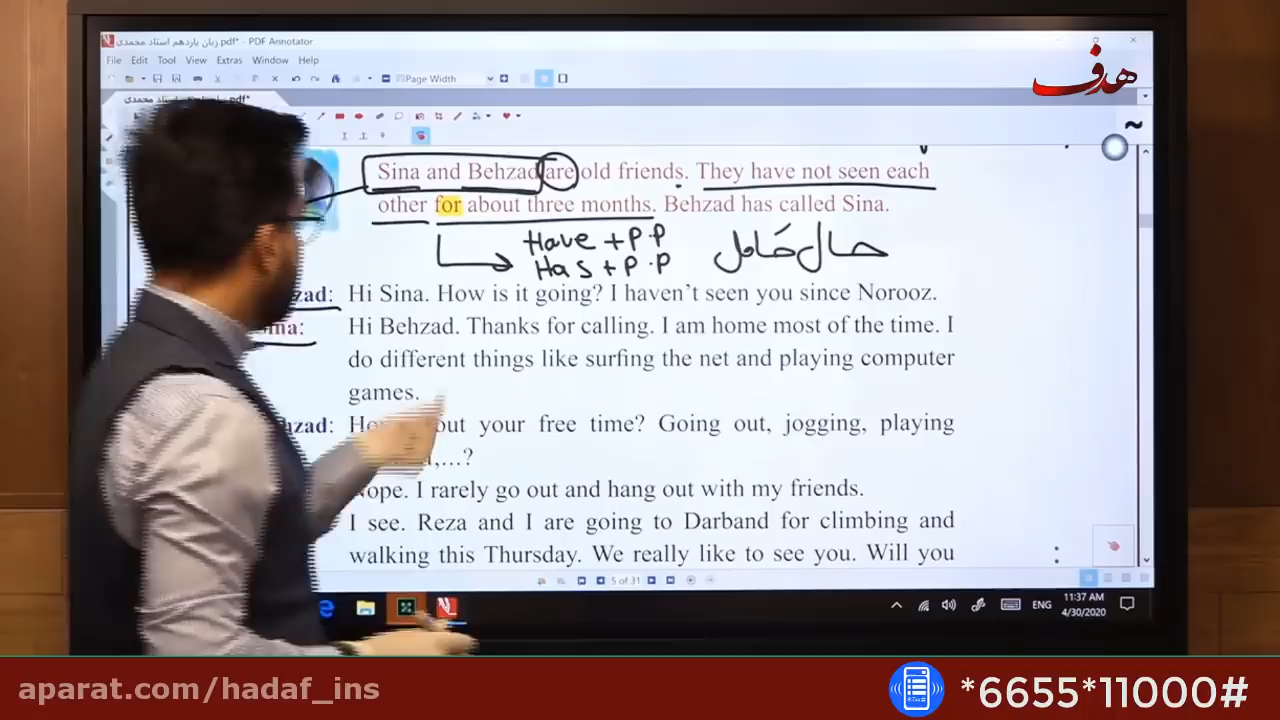 زبان یازدهم استاد محمدی.pdf* - PDF Annotator
File Edit Tool View Extras Window Help
Page Width
هدف
Sina and Behzad are old friends. They have not seen each
other for about three months. Behzad has called Sina.
Have + P.P
Has + P.P
حال کامل
zad: Hi Sina. How is it going? I haven't seen you since Norooz.
na: Hi Behzad. Thanks for calling. I am home most of the time. I
do different things like surfing the net and playing computer
games.
hzad: out your free time? Going out, jogging, playing
,...?
Nope. I rarely go out and hang out with my friends.
I see. Reza and I are going to Darband for climbing and
walking this Thursday. We really like to see you. Will you
5 of 31
ENG
11:37 AM
4/30/2020
aparat.com/hadaf_ins
*6655*11000#